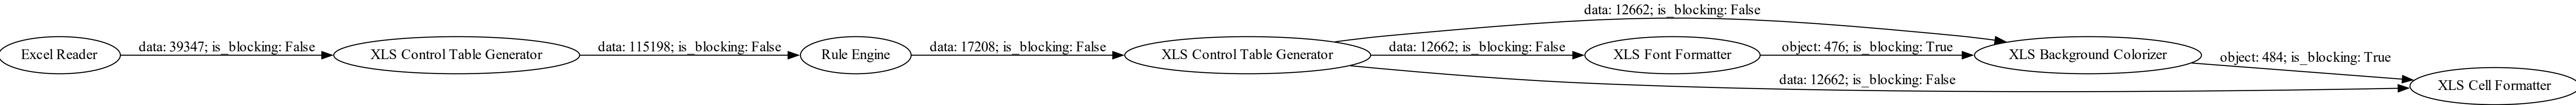 Excel Reader
data: 39347; is_blocking: False
XLS Control Table Generator
data: 115198; is_blocking: False
Rule Engine
data: 17208; is_blocking: False
XLS Control Table Generator
data: 12662; is_blocking: False
data: 12662; is_blocking: False
XLS Font Formatter
object: 476; is_blocking: True
XLS Background Colorizer
data: 12662; is_blocking: False
object: 484; is_blocking: True
XLS Cell Formatter